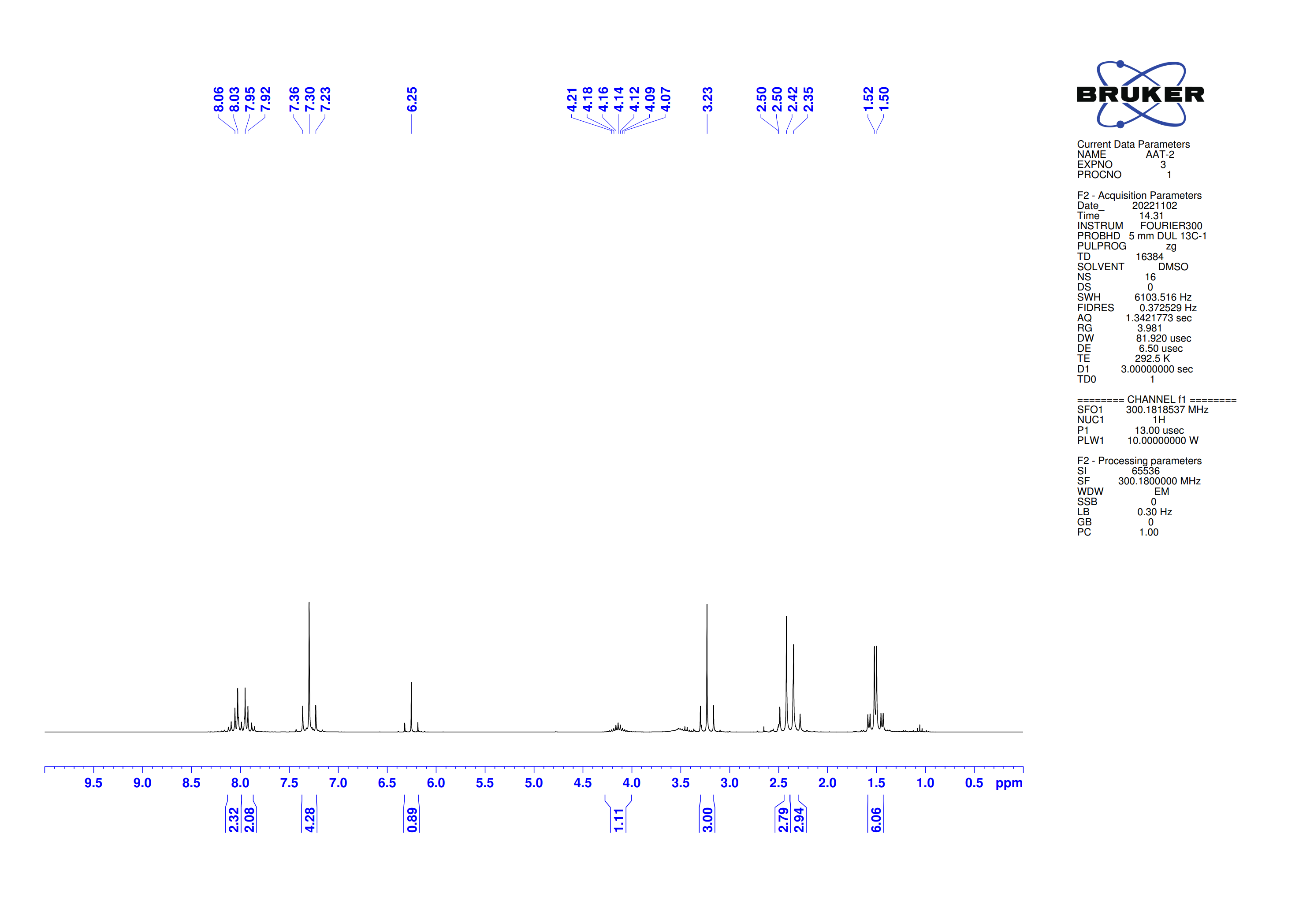 8.06
8.03
7.95
7.92
7.36
7.30
7.23
6.25
4.21
4.18
4.16
4.14
4.12
4.09
4.07
3.23
2.50
2.50
2.42
2.35
1.52
1.50
BRUKER
Current Data Parameters
NAME AAT-2
EXPNO 3
PROCNO 1
F2 - Acquisition Parameters
Date_ 20221102
Time 14.31
INSTRUM FOURIER300
PROBHD 5 mm DUL 13C-1
PULPROG zg
TD 16384
SOLVENT DMSO
NS 16
DS 0
SWH 6103.516 Hz
FIDRES 0.372529 Hz
AQ 1.3421773 sec
RG 3.981
DW 81.920 usec
DE 6.50 usec
TE 292.5 K
D1 3.00000000 sec
TD0 1
======== CHANNEL f1 ========
SFO1 300.1818537 MHz
NUC1 1H
P1 13.00 usec
PLW1 10.00000000 W
F2 - Processing parameters
SI 65536
SF 300.1800000 MHz
WDW EM
SSB 0
LB 0.30 Hz
GB 0
PC 1.00
9.5 9.0 8.5 8.0 7.5 7.0 6.5 6.0 5.5 5.0 4.5 4.0 3.5 3.0 2.5 2.0 1.5 1.0 0.5 ppm
2.32
2.08
4.28
0.89
1.11
3.00
2.79
2.94
6.06